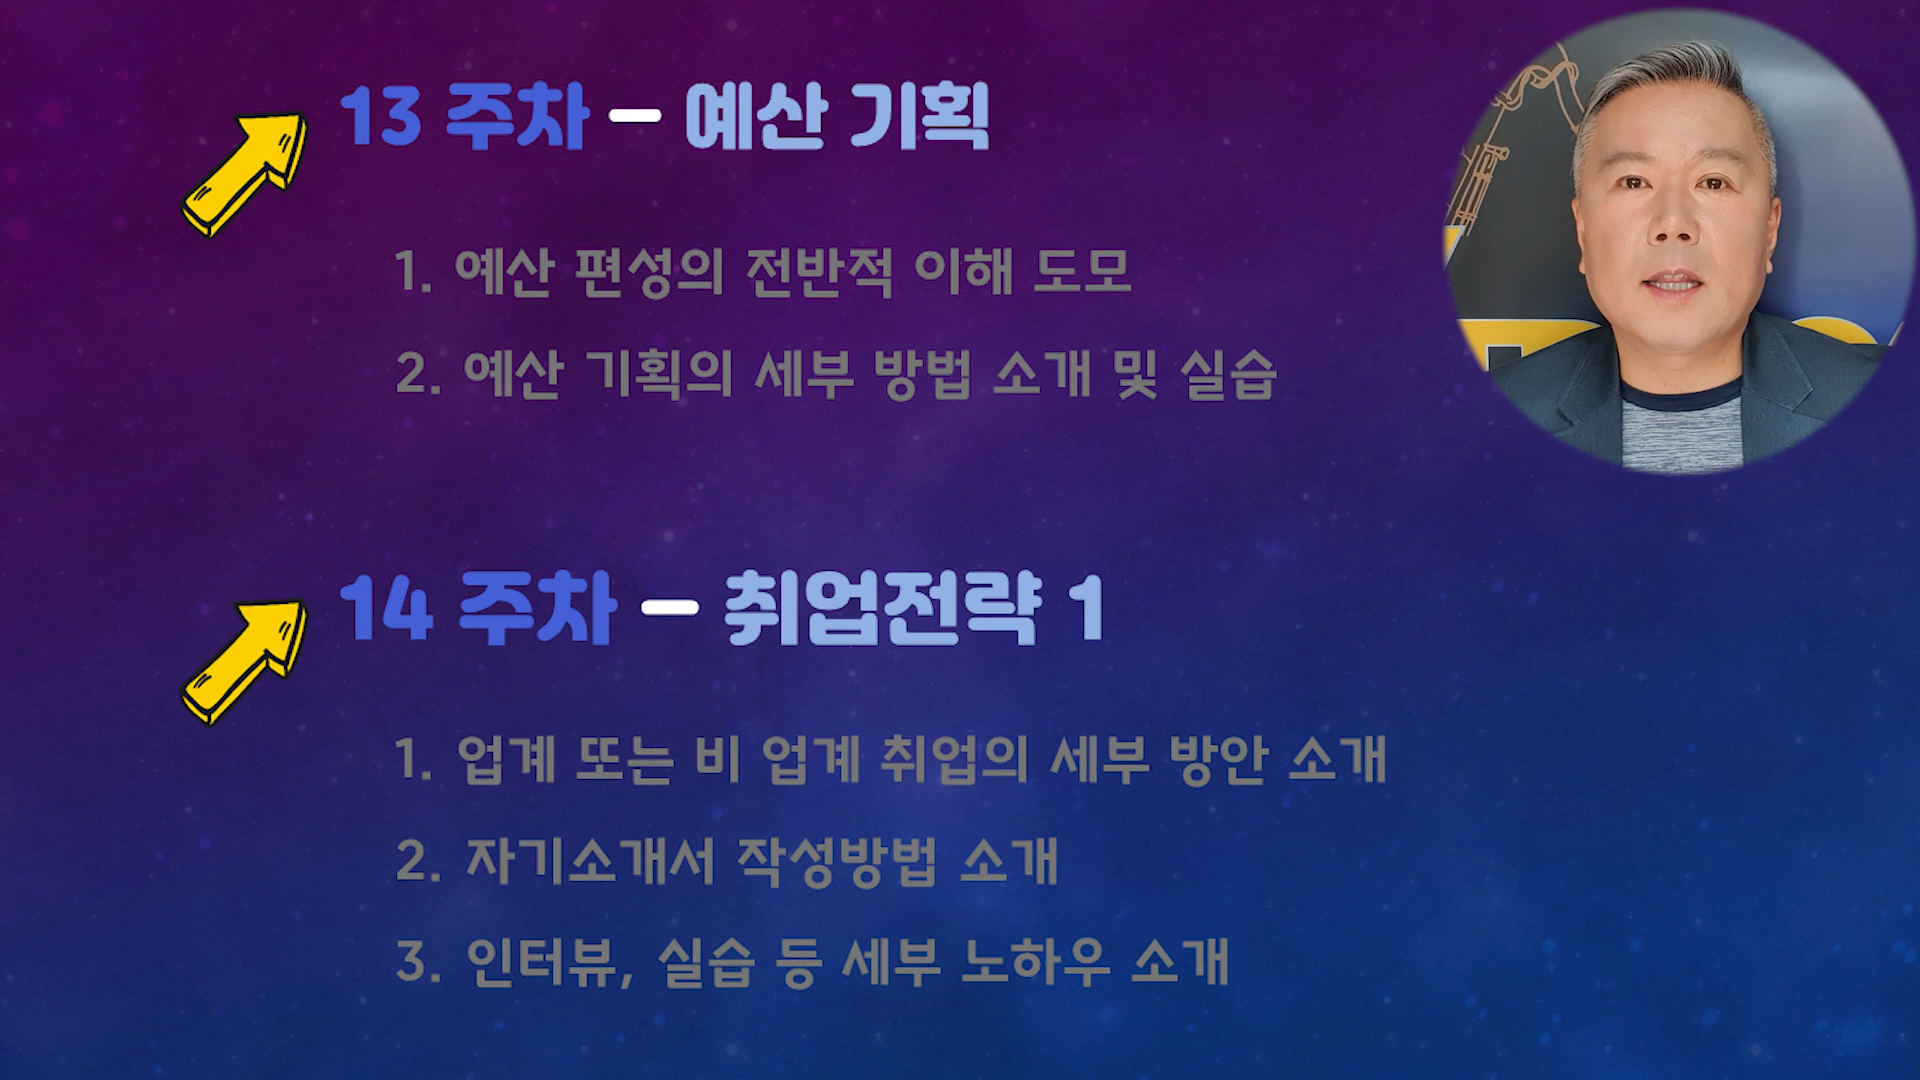 13 주차 – 예산 기획
1. 예산 편성의 전반적 이해 도모
2. 예산 기획의 세부 방법 소개 및 실습
14 주차 – 취업전략 1
1. 업계 또는 비 업계 취업의 세부 방안 소개
2. 자기소개서 작성방법 소개
3. 인터뷰, 실습 등 세부 노하우 소개